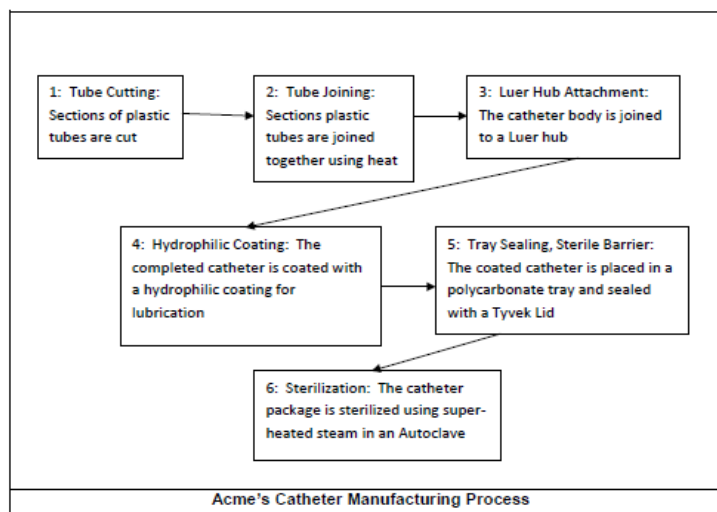 1: Tube Cutting:
Sections of plastic
tubes are cut
2: Tube Joining:
Sections plastic
tubes are joined
together using heat
3: Luer Hub Attachment:
The catheter body is joined
to a Luer hub
4: Hydrophilic Coating: The
completed catheter is coated with
a hydrophilic coating for
lubrication
5: Tray Sealing, Sterile Barrier:
The coated catheter is placed in a
polycarbonate tray and sealed
with a Tyvek Lid
6: Sterilization: The catheter
package is sterilized using super-
heated steam in an Autoclave
Acme's Catheter Manufacturing Process